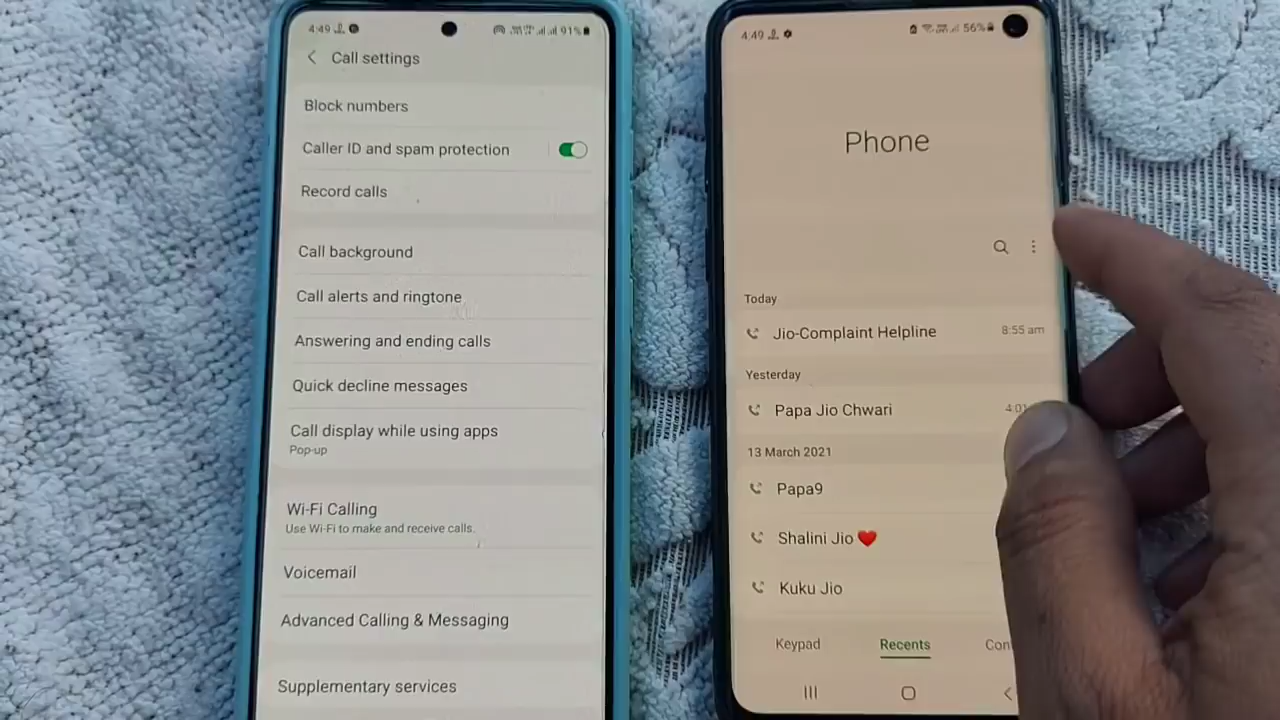 4:49
91%
Call settings
Block numbers
Caller ID and spam protection
Record calls
Call background
Call alerts and ringtone
Answering and ending calls
Quick decline messages
Call display while using apps
Pop-up
Wi-Fi Calling
Use Wi-Fi to make and receive calls.
Voicemail
Advanced Calling & Messaging
Supplementary services
4:49
56%
Phone
Today
Jio-Complaint Helpline
8:55 am
Yesterday
Papa Jio Chwari
4:01
13 March 2021
Papa9
Shalini Jio❤️
Kuku Jio
Keypad
Recents
Con